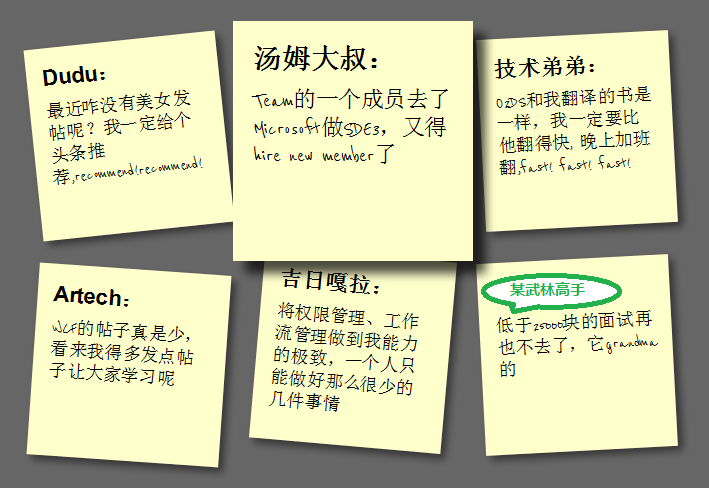 Dudu：
最近咋没有美女发
帖呢？我一定给个
头条推
荐,recommend!recommend!
汤姆大叔：
Team的一个成员去了
Microsoft做SDE3，又得
hire new member了
技术弟弟：
O2DS和我翻译的书是
一样，我一定要比
他翻得快, 晚上加班
翻,fast! fast! fast!
Artech：
WCF的帖子真是少，
看来我得多发点帖
子让大家学习呢
吉日嘎拉：
将权限管理、工作
流管理做到我能力
的极致，一个人只
能做好那么很少的
几件事情
某武林高手
低于25000块的面试再
也不去了，它grandma
的